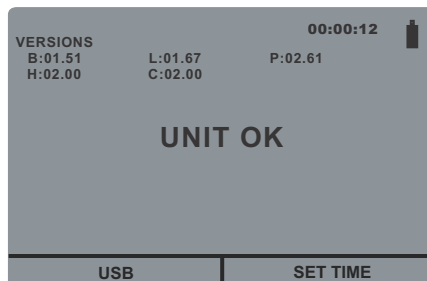 00:00:12
VERSIONS
B:01.51 L:01.67 P:02.61
H:02.00 C:02.00
UNIT OK
USB SET TIME